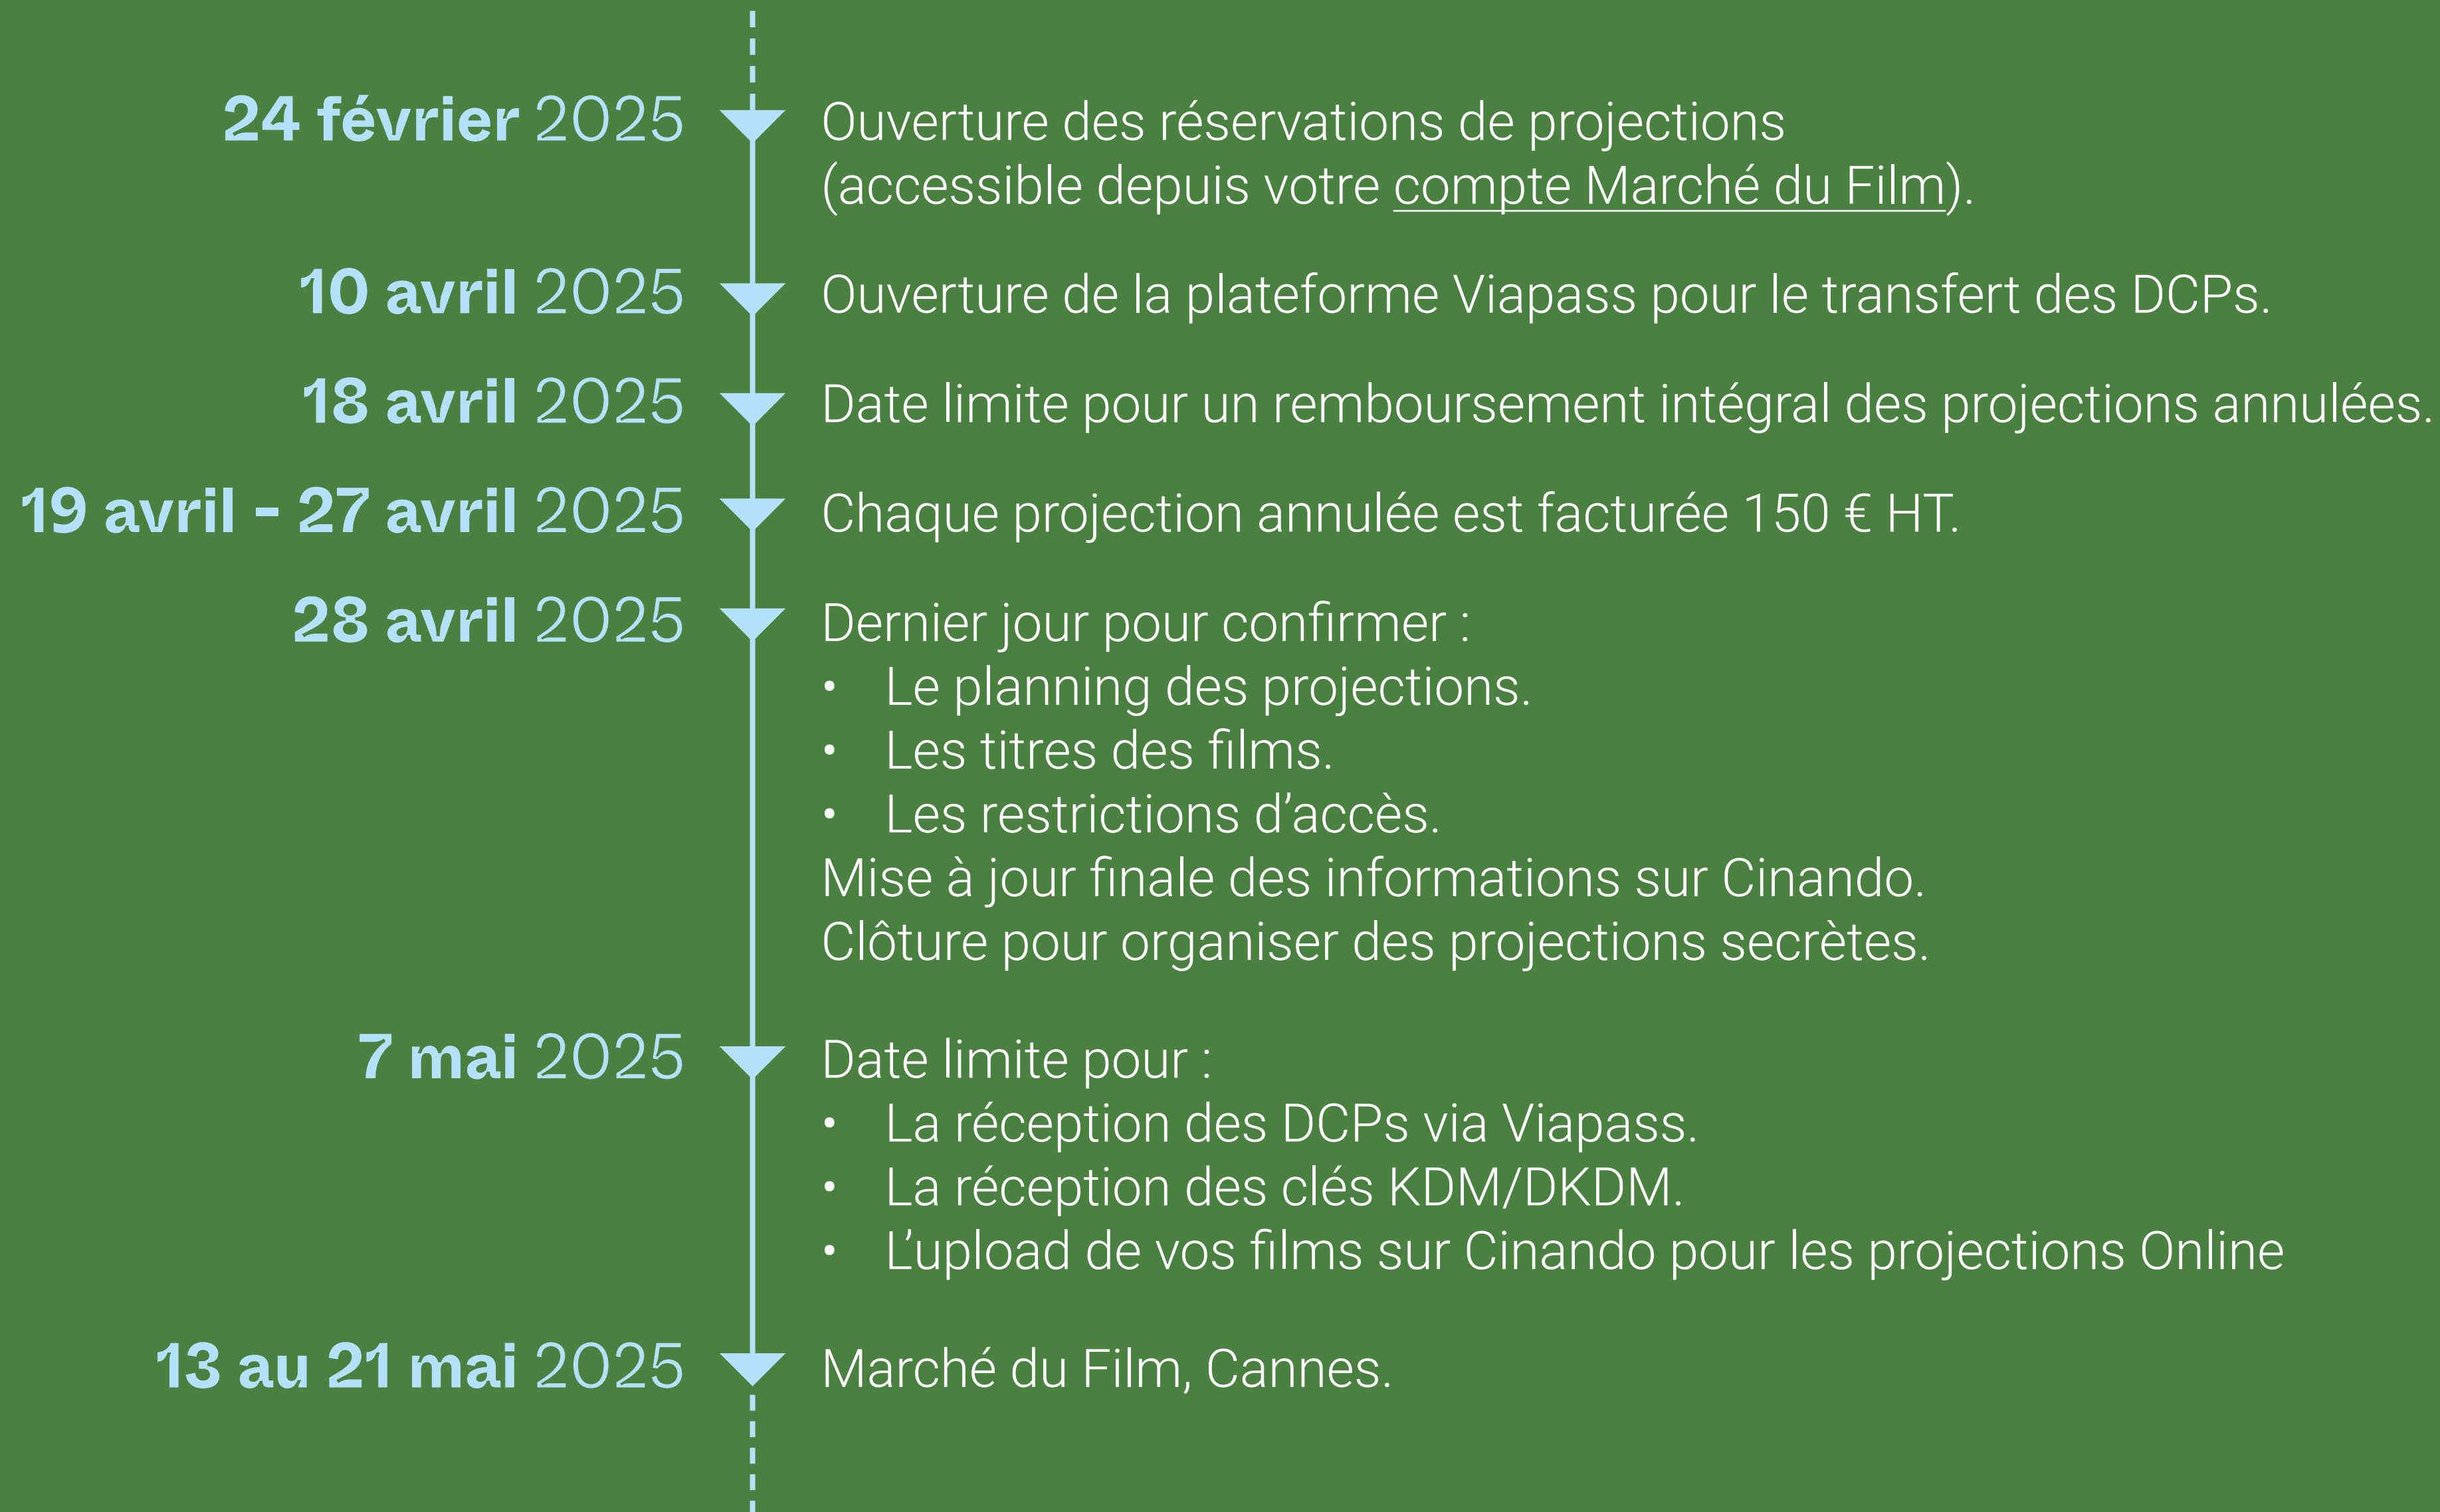 24 février 2025
Ouverture des réservations de projections
(accessible depuis votre compte Marché du Film).
10 avril 2025
Ouverture de la plateforme Viapass pour le transfert des DCPs.
18 avril 2025
Date limite pour un remboursement intégral des projections annulées.
19 avril - 27 avril 2025
Chaque projection annulée est facturée 150 € HT.
28 avril 2025
Dernier jour pour confirmer :
• Le planning des projections.
• Les titres des films.
• Les restrictions d’accès.
Mise à jour finale des informations sur Cinando.
Clôture pour organiser des projections secrètes.
7 mai 2025
Date limite pour :
• La réception des DCPs via Viapass.
• La réception des clés KDM/DKDM.
• L’upload de vos films sur Cinando pour les projections Online
13 au 21 mai 2025
Marché du Film, Cannes.